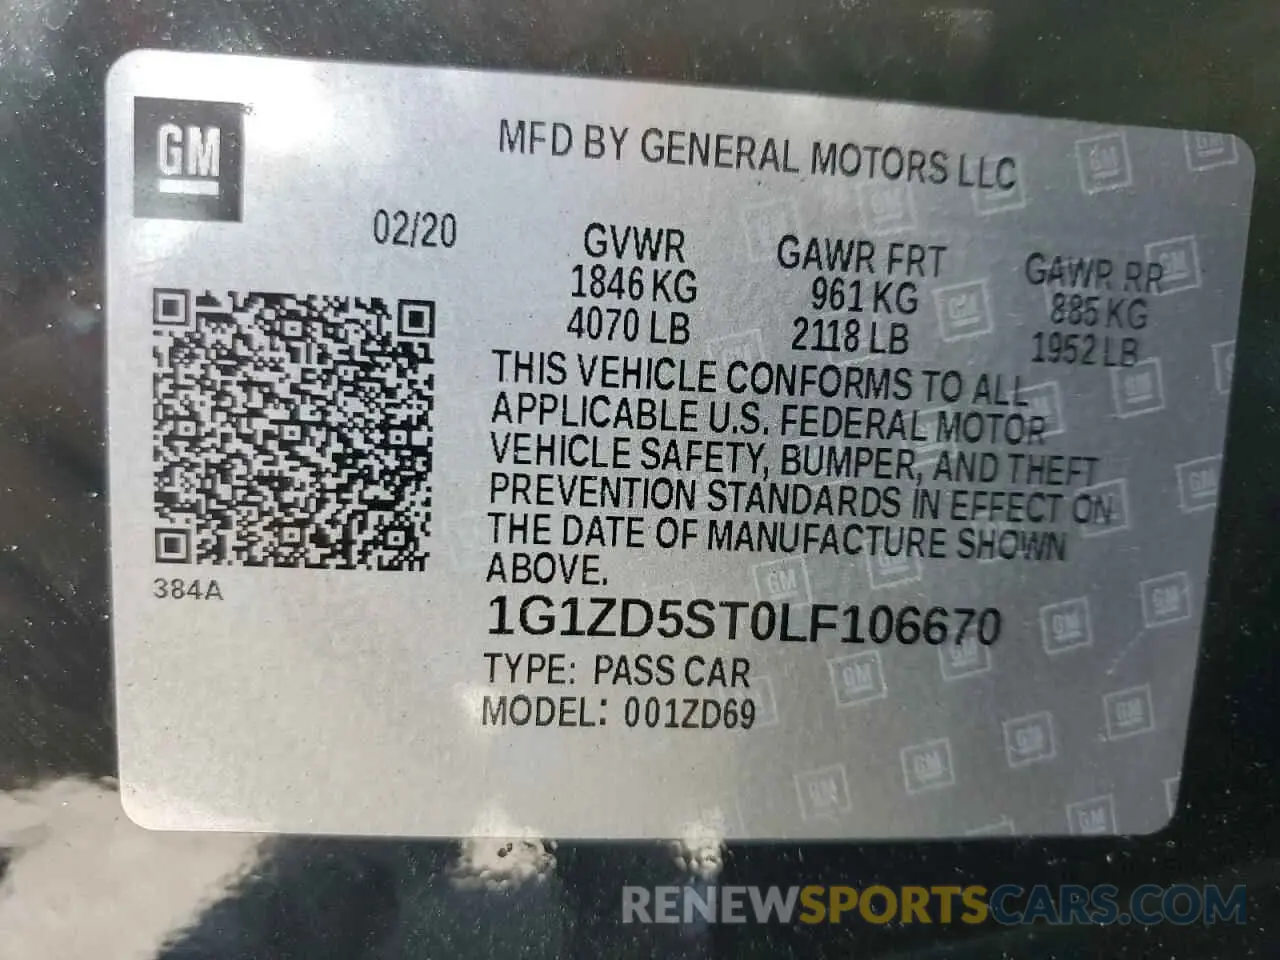 GM
MFD BY GENERAL MOTORS LLC
02/20
GVWR
1846 KG
4070 LB
GAWR FRT
961 KG
2118 LB
GAWR RR
885 KG
1952 LB
THIS VEHICLE CONFORMS TO ALL
APPLICABLE U.S. FEDERAL MOTOR
VEHICLE SAFETY, BUMPER, AND THEFT
PREVENTION STANDARDS IN EFFECT ON
THE DATE OF MANUFACTURE SHOWN
ABOVE.
384A
1G1ZD5ST0LF106670
TYPE: PASS CAR
MODEL: 001ZD69
RENEWSPORTSCARS.COM